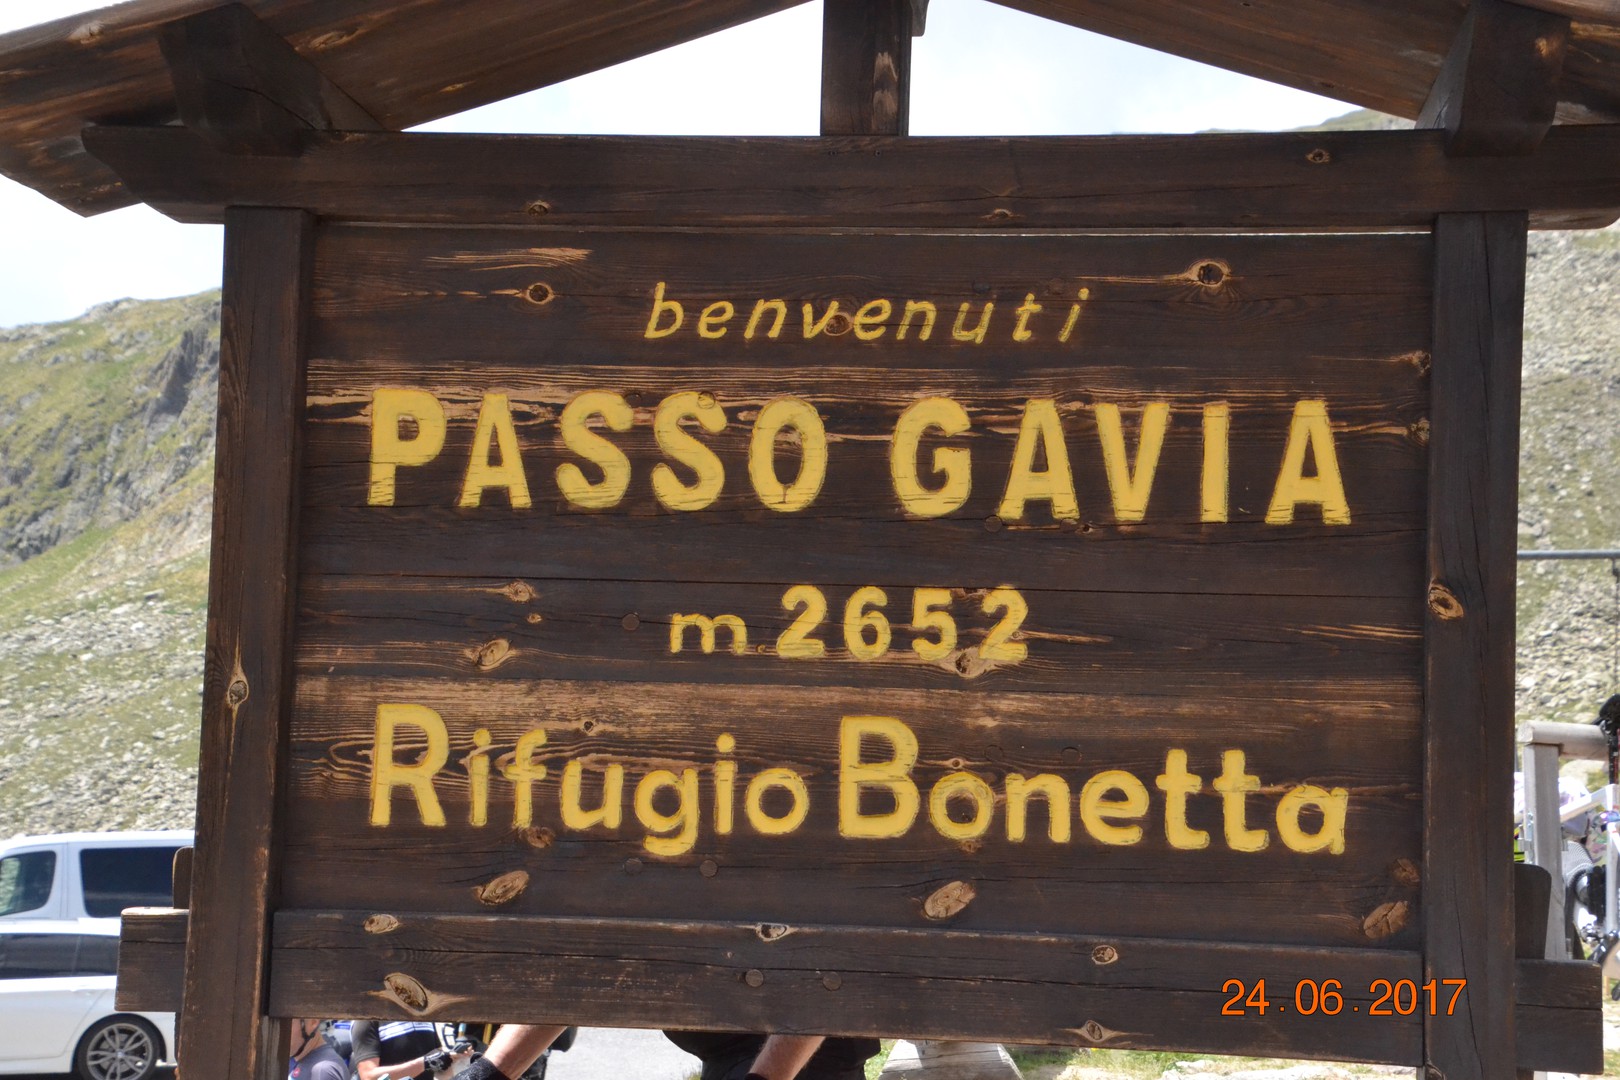 benvenuti
PASSO GAVIA
m.2652
Rifugio Bonetta
24.06.2017